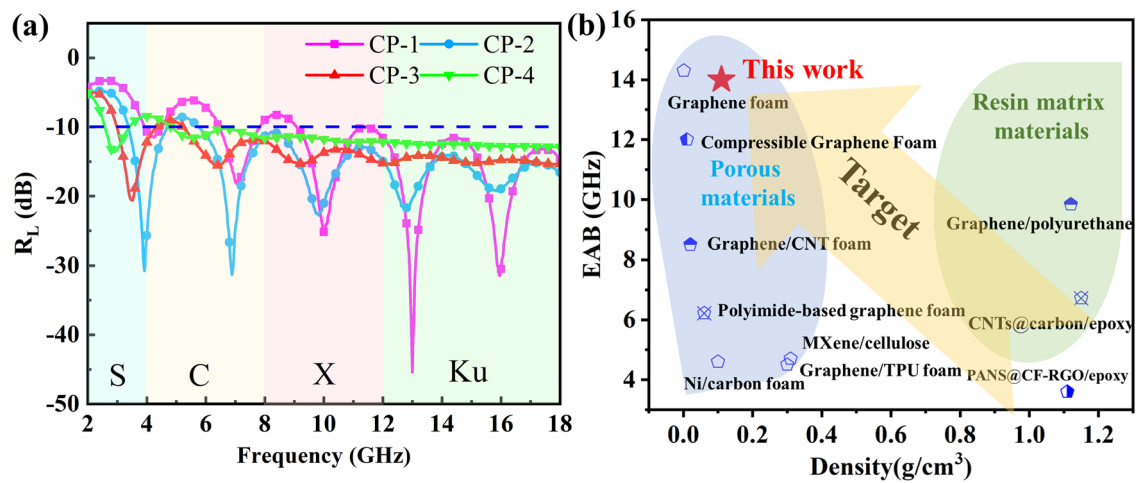 (a)
0
-10
-20
-30
-40
-50
R_L (dB)
CP-1
CP-2
CP-3
CP-4
S
C
X
Ku
2
4
6
8
10
12
14
16
18
Frequency (GHz)
(b)
16
14
12
10
8
6
4
EAB (GHz)
This work
Graphene foam
Compressible Graphene Foam
Porous
materials
Graphene/CNT foam
Polyimide-based graphene foam
MXene/cellulose
Graphene/TPU foam
Ni/carbon foam
Target
Resin matrix
materials
Graphene/polyurethane
CNTs@carbon/epoxy
PANS@CF-RGO/epoxy
0.0
0.2
0.4
0.6
0.8
1.0
1.2
Density(g/cm³)